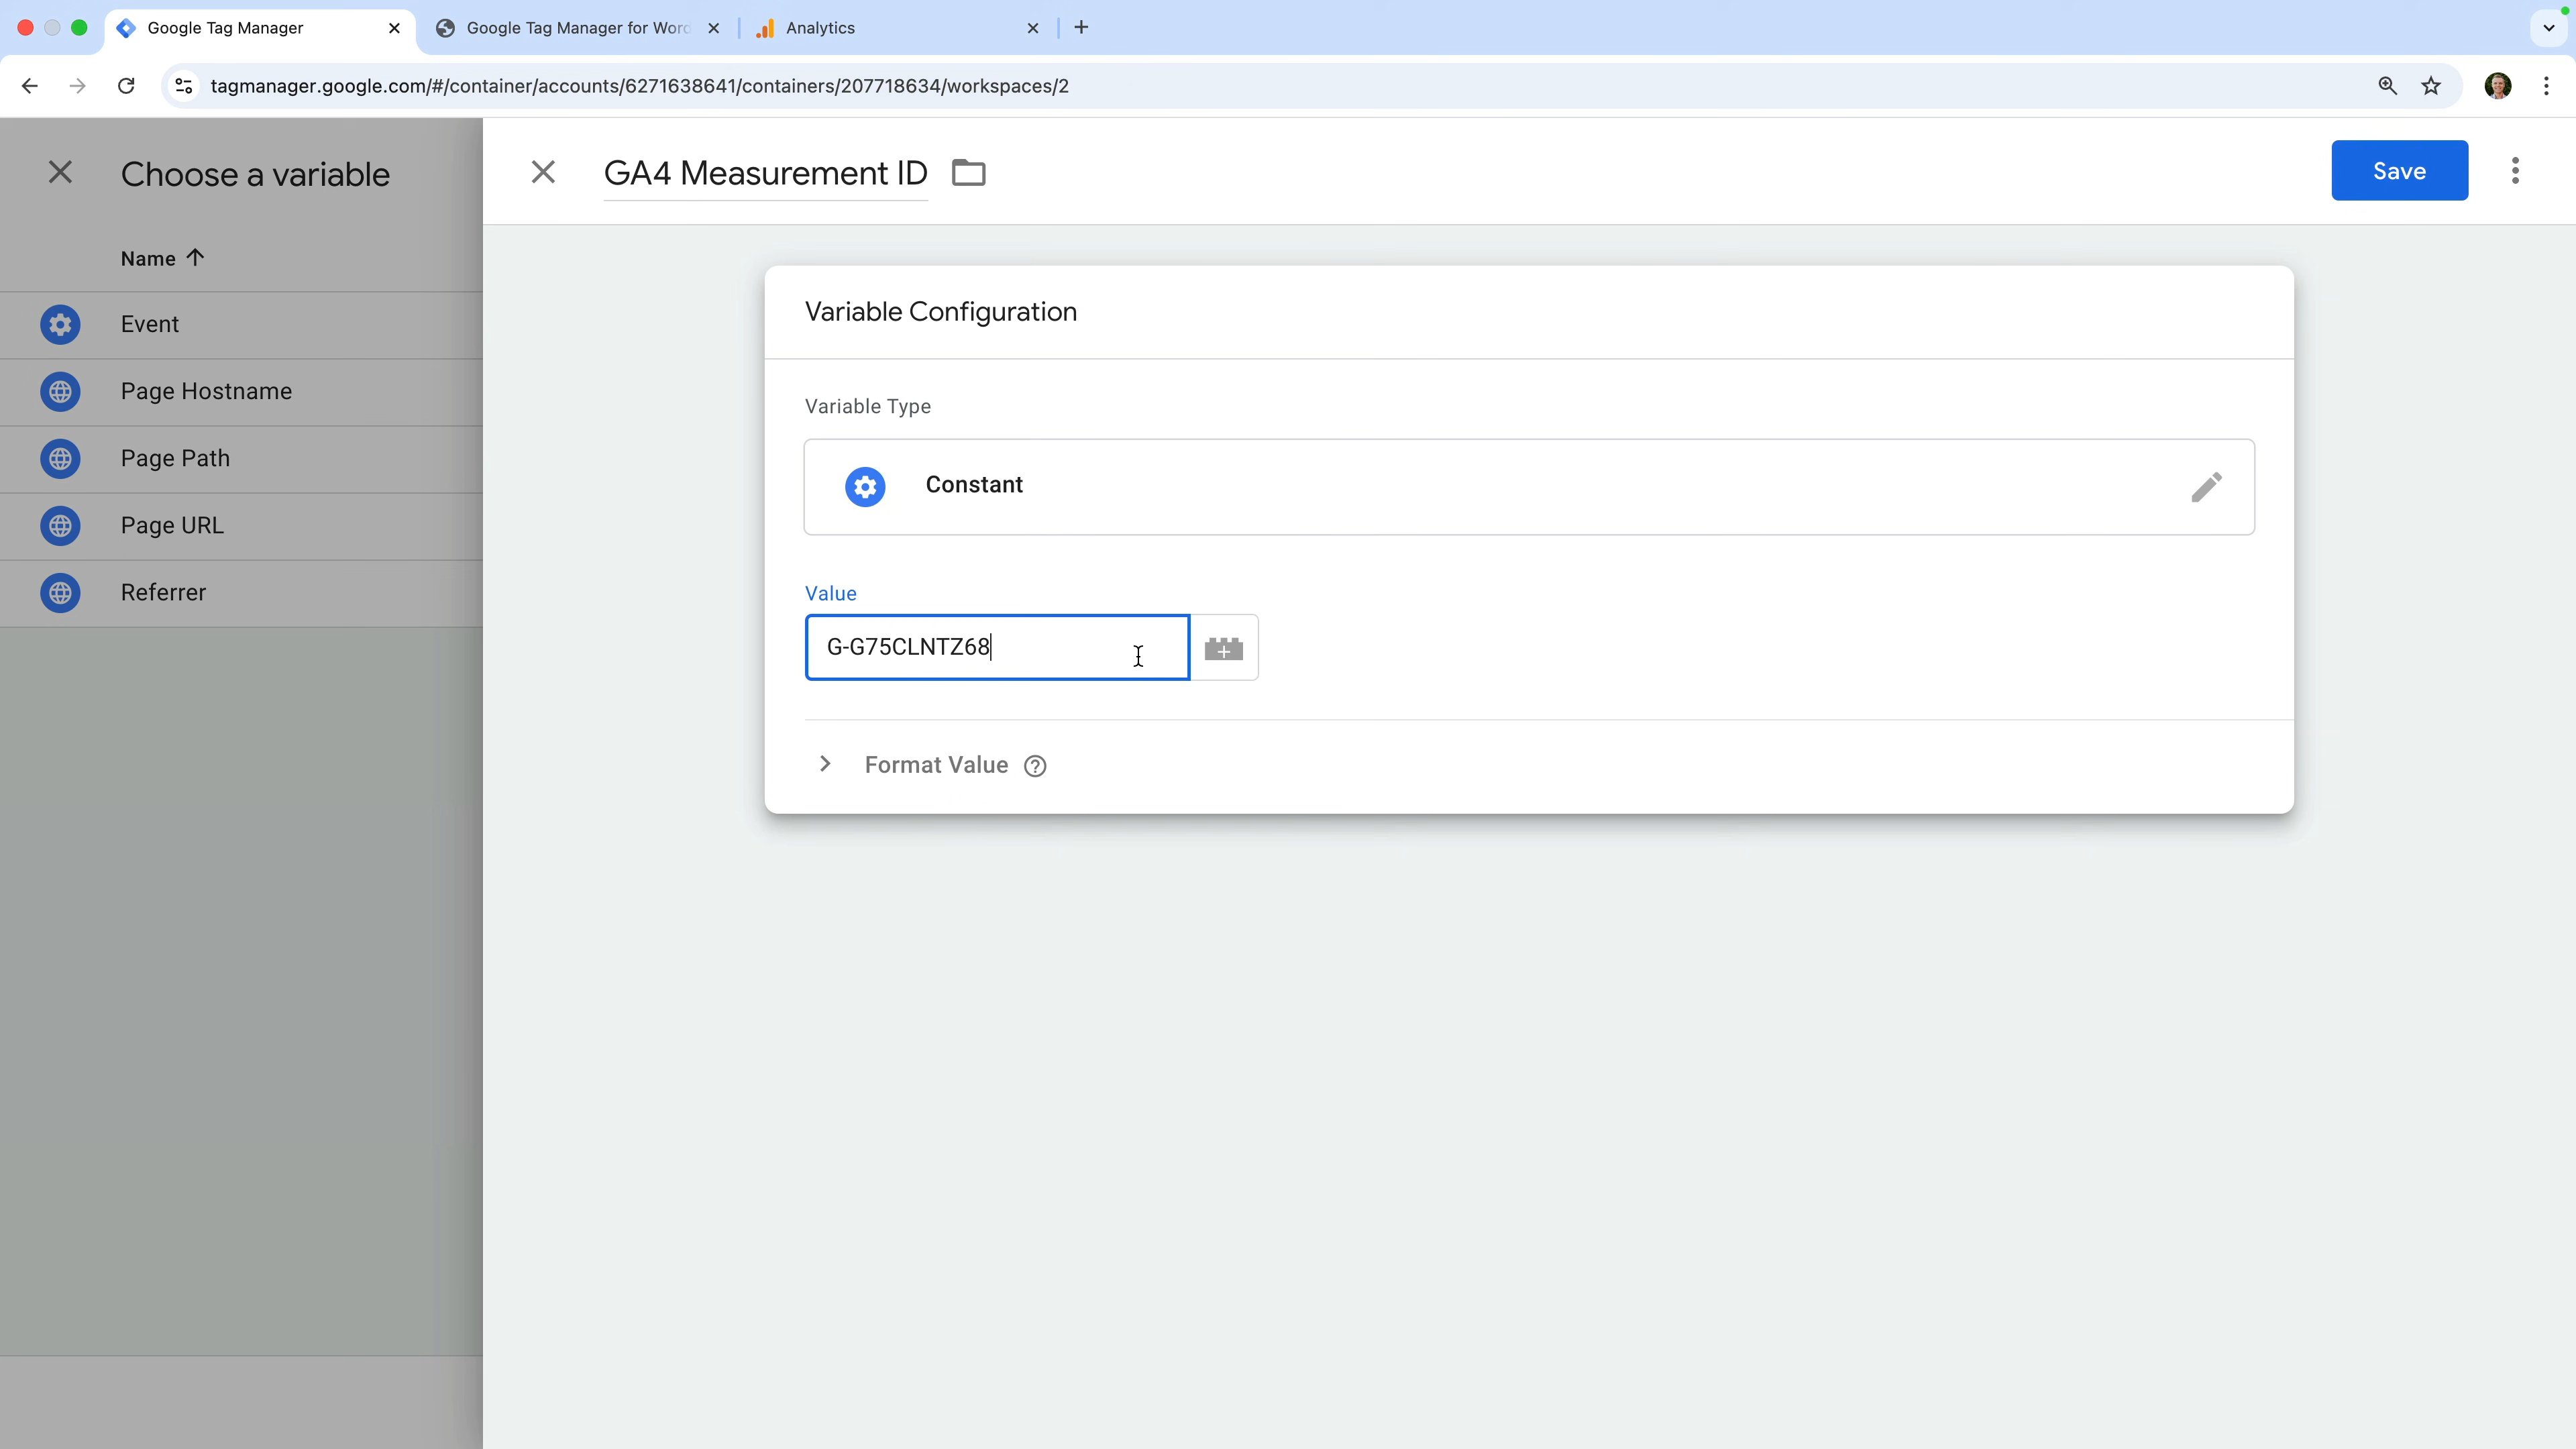 Google Tag Manager
Google Tag Manager for Word
Analytics
tagmanager.google.com/#/container/accounts/6271638641/containers/207718634/workspaces/2
Choose a variable
Name
Event
Page Hostname
Page Path
Page URL
Referrer
GA4 Measurement ID
Save
Variable Configuration
Variable Type
Constant
Value
G-G75CLNTZ68
Format Value